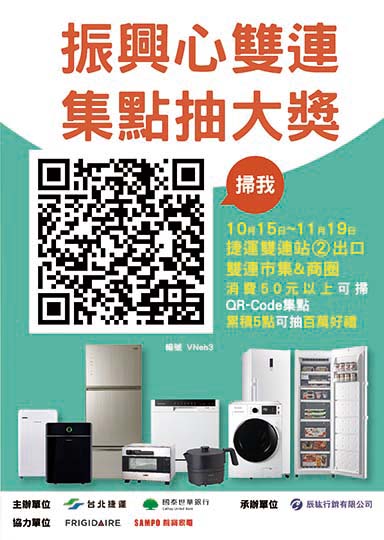 振興心雙連
集點抽大獎
掃我
10月15日~11月19日
捷運雙連站②出口
雙連市集&商圈
消費50元以上可掃
QR-Code集點
累積5點可抽百萬好禮
編號 VNeb3
主辦單位 台北捷運 國泰世華銀行 Cathay United Bank 承辦單位 辰紘行銷有限公司
協力單位 FRIGIDAIRE SAMPO 聲寶家電